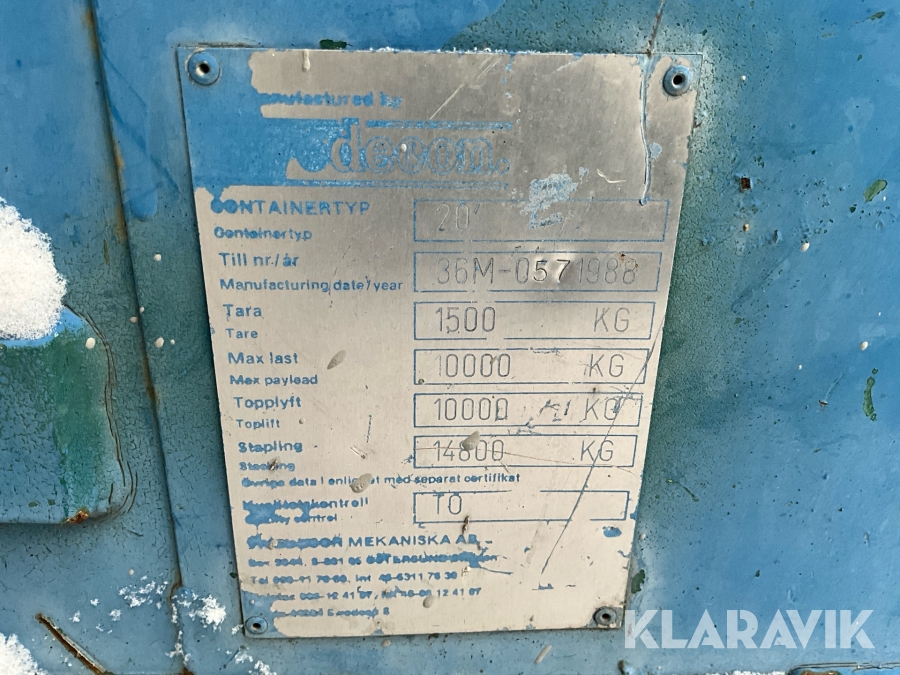 by
CONTAINERTYP 20'
Containertyp
Till nr/år 36M-0571988
Manufacturing date/year
Tara 1500 KG
Tare
Max last 10000 KG
Max payload
Topplyft 10000 KG
Toplift
Stapling 14800 KG
Stacking
Övriga data i enlighet med separat certifikat
TO
control
MEKANISKA AB
KLARAVIK